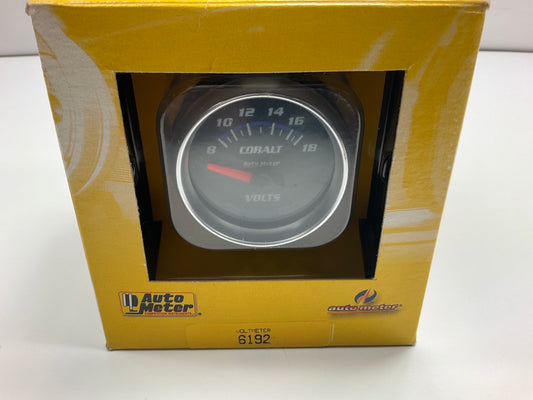 8 10 12 14 16 18
COBALT
Auto Meter
VOLTS
Auto
Meter
auto meter
VOLTMETER
6192